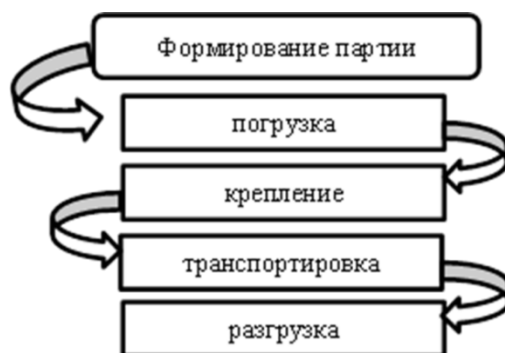 Формирование партии
погрузка
крепление
транспортировка
разгрузка